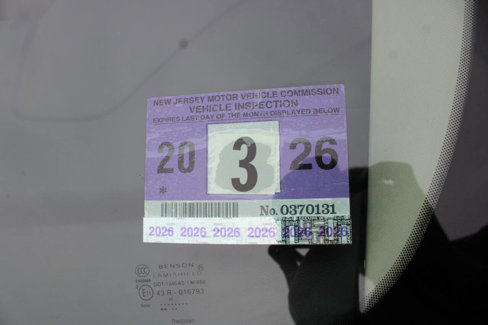 NEW JERSEY MOTOR VEHICLE COMMISSION
VEHICLE INSPECTION
EXPIRES LAST DAY OF THE MONTH DISPLAYED BELOW
20 3 26
*
No. 0370131
2026 2026 2026 2026 2026 2026
BENSON
LAMISHIELD
43 R - 016793